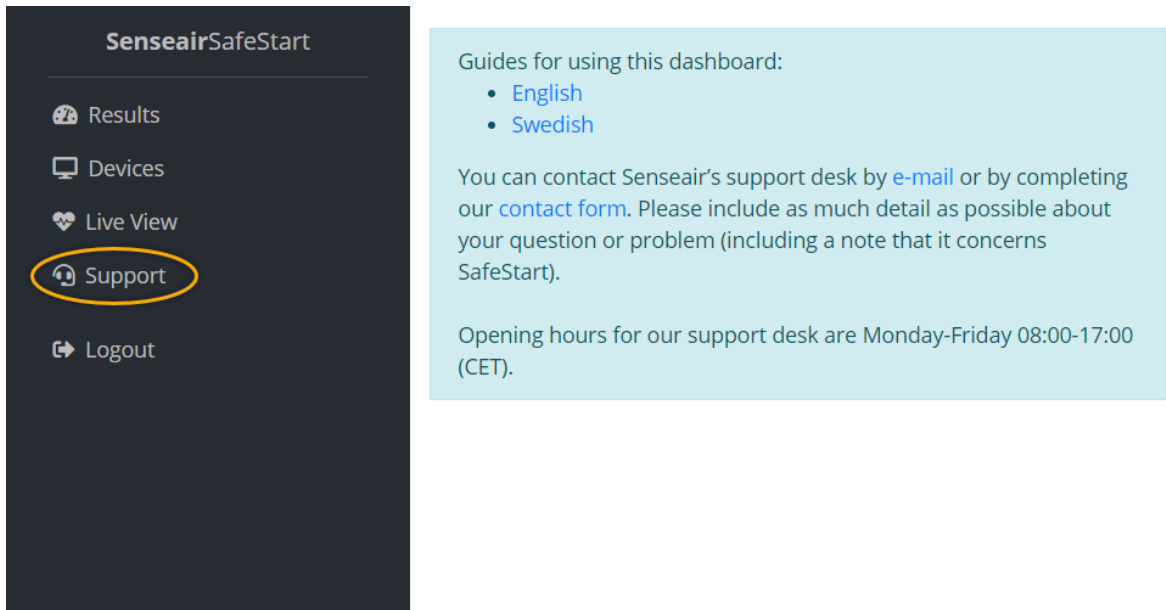 SenseairSafeStart
Results
Devices
Live View
Support
Logout
Guides for using this dashboard:
• English
• Swedish
You can contact Senseair's support desk by e-mail or by completing
our contact form. Please include as much detail as possible about
your question or problem (including a note that it concerns
SafeStart).
Opening hours for our support desk are Monday-Friday 08:00-17:00
(CET).